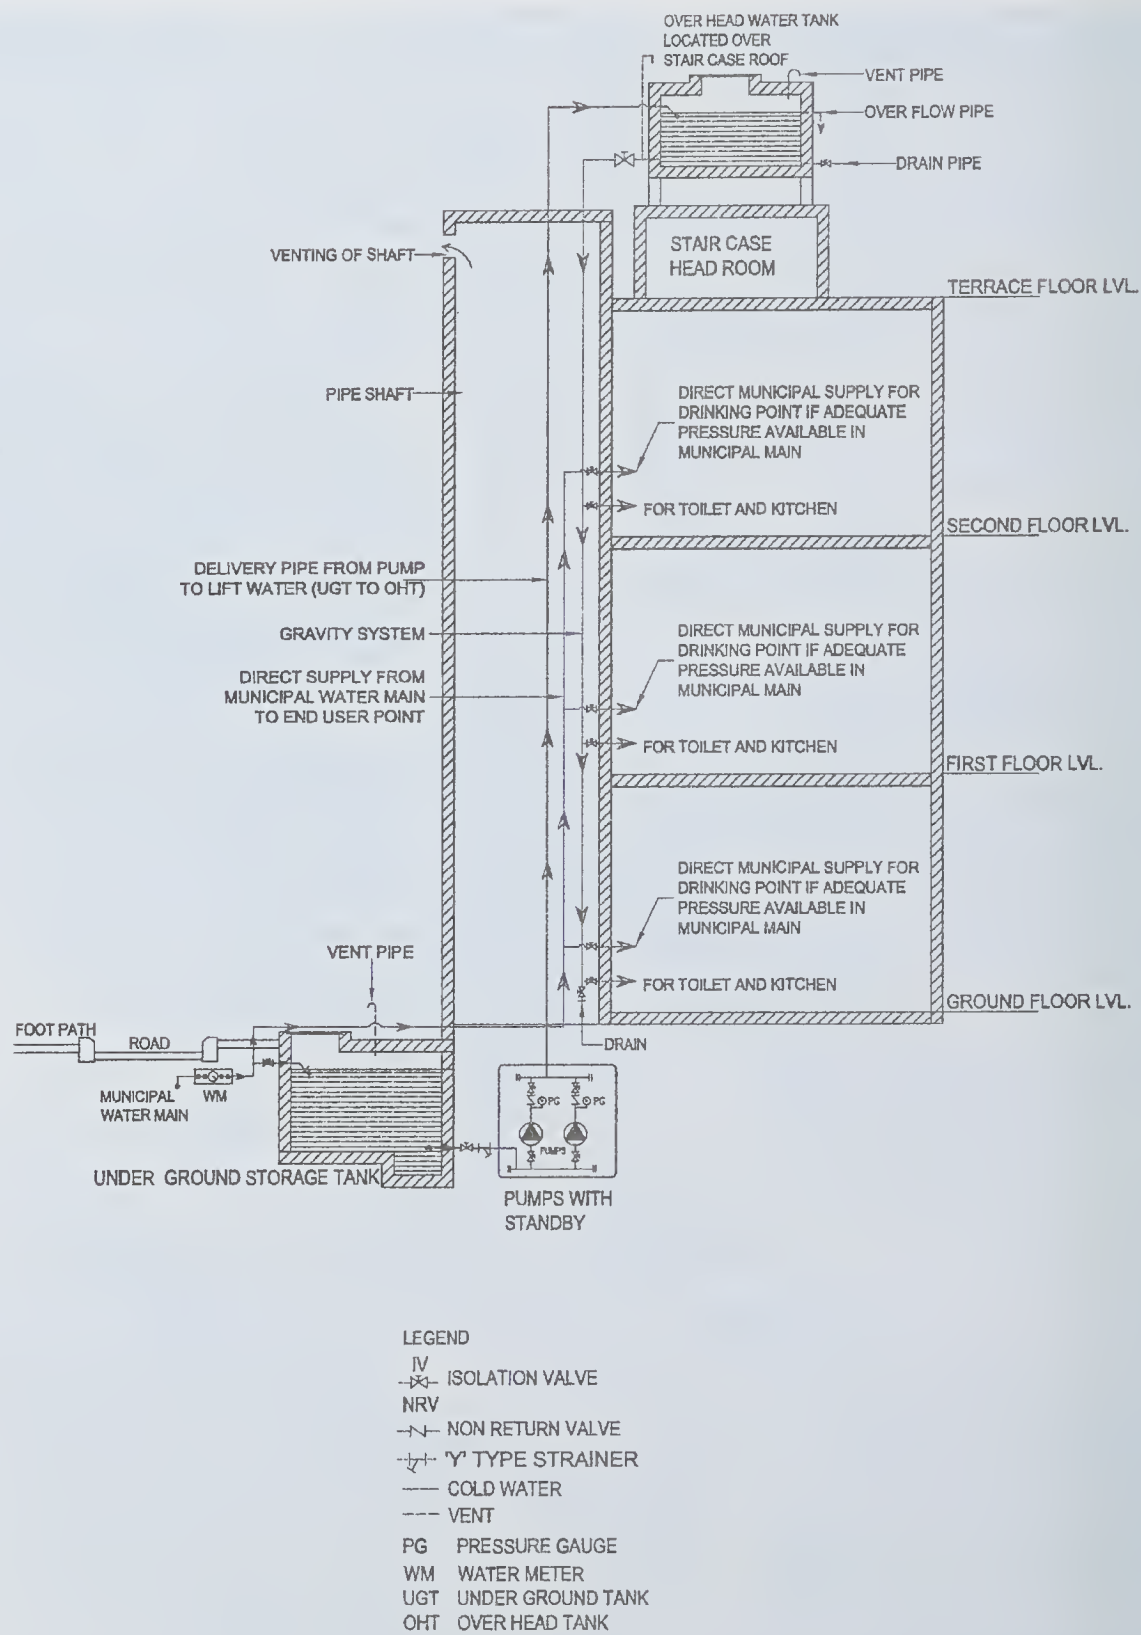 OVER HEAD WATER TANK
LOCATED OVER
STAIR CASE ROOF
VENT PIPE
OVER FLOW PIPE
DRAIN PIPE
VENTING OF SHAFT
STAIR CASE
HEAD ROOM
TERRACE FLOOR LVL.
PIPE SHAFT
DIRECT MUNICIPAL SUPPLY FOR
DRINKING POINT IF ADEQUATE
PRESSURE AVAILABLE IN
MUNICIPAL MAIN
FOR TOILET AND KITCHEN
SECOND FLOOR LVL.
DELIVERY PIPE FROM PUMP
TO LIFT WATER (UGT TO OHT)
GRAVITY SYSTEM
DIRECT SUPPLY FROM
MUNICIPAL WATER MAIN
TO END USER POINT
DIRECT MUNICIPAL SUPPLY FOR
DRINKING POINT IF ADEQUATE
PRESSURE AVAILABLE IN
MUNICIPAL MAIN
FOR TOILET AND KITCHEN
FIRST FLOOR LVL.
DIRECT MUNICIPAL SUPPLY FOR
DRINKING POINT IF ADEQUATE
PRESSURE AVAILABLE IN
MUNICIPAL MAIN
FOR TOILET AND KITCHEN
GROUND FLOOR LVL.
VENT PIPE
FOOT PATH
ROAD
DRAIN
MUNICIPAL
WATER MAIN
WM
PG
PG
PUMPS
UNDER GROUND STORAGE TANK
PUMPS WITH
STANDBY
LEGEND
IV
ISOLATION VALVE
NRV
NON RETURN VALVE
'Y' TYPE STRAINER
COLD WATER
VENT
PG PRESSURE GAUGE
WM WATER METER
UGT UNDER GROUND TANK
OHT OVER HEAD TANK